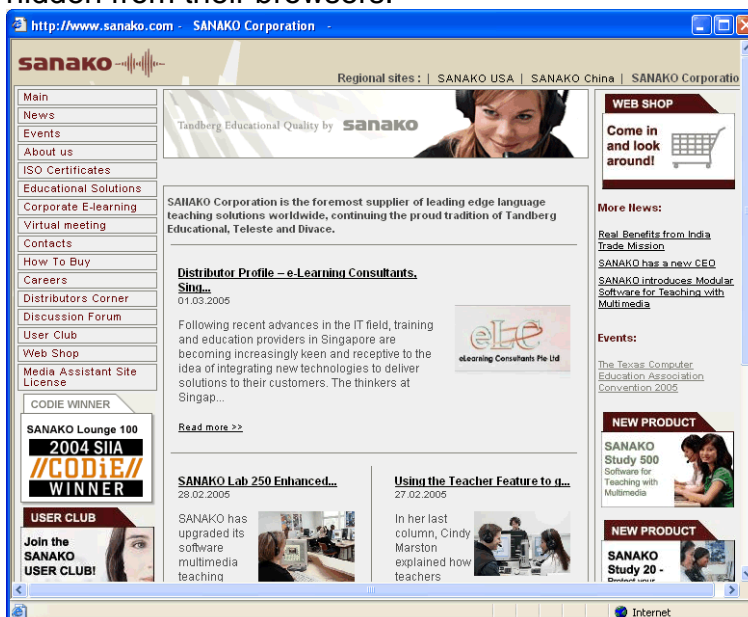 hidden from their browsers.
http://www.sanako.com - SANAKO Corporation -
sanako
Regional sites : | SANAKO USA | SANAKO China | SANAKO Corporatio
Main
News
Events
About us
ISO Certificates
Educational Solutions
Corporate E-learning
Virtual meeting
Contacts
How To Buy
Careers
Distributors Corner
Discussion Forum
User Club
Web Shop
Media Assistant Site
License
CODIE WINNER
SANAKO Lounge 100
2004 SIIA
//CODiE//
WINNER
USER CLUB
Join the
SANAKO
USER CLUB!
Tandberg Educational Quality by sanako
SANAKO Corporation is the foremost supplier of leading edge language
teaching solutions worldwide, continuing the proud tradition of Tandberg
Educational, Teleste and Divace.
Distributor Profile – e-Learning Consultants,
Sing...
01.03.2005
Following recent advances in the IT field, training
and education providers in Singapore are
becoming increasingly keen and receptive to the
idea of integrating new technologies to deliver
solutions to their customers. The thinkers at
Singap...
eLC
eLearning Consultants Pte Ltd
Read more >>
SANAKO Lab 250 Enhanced...
28.02.2005
SANAKO has
upgraded its
software
multimedia
teaching
Using the Teacher Feature to g...
27.02.2005
In her last
column, Cindy
Marston
explained how
teachers
WEB SHOP
Come in
and look
around!
More News:
Real Benefits from India
Trade Mission
SANAKO has a new CEO
SANAKO introduces Modular
Software for Teaching with
Multimedia
Events:
The Texas Computer
Education Association
Convention 2005
NEW PRODUCT
SANAKO
Study 500
Software for
Teaching with
Multimedia
NEW PRODUCT
SANAKO
Study 20 -
Protect your
Internet